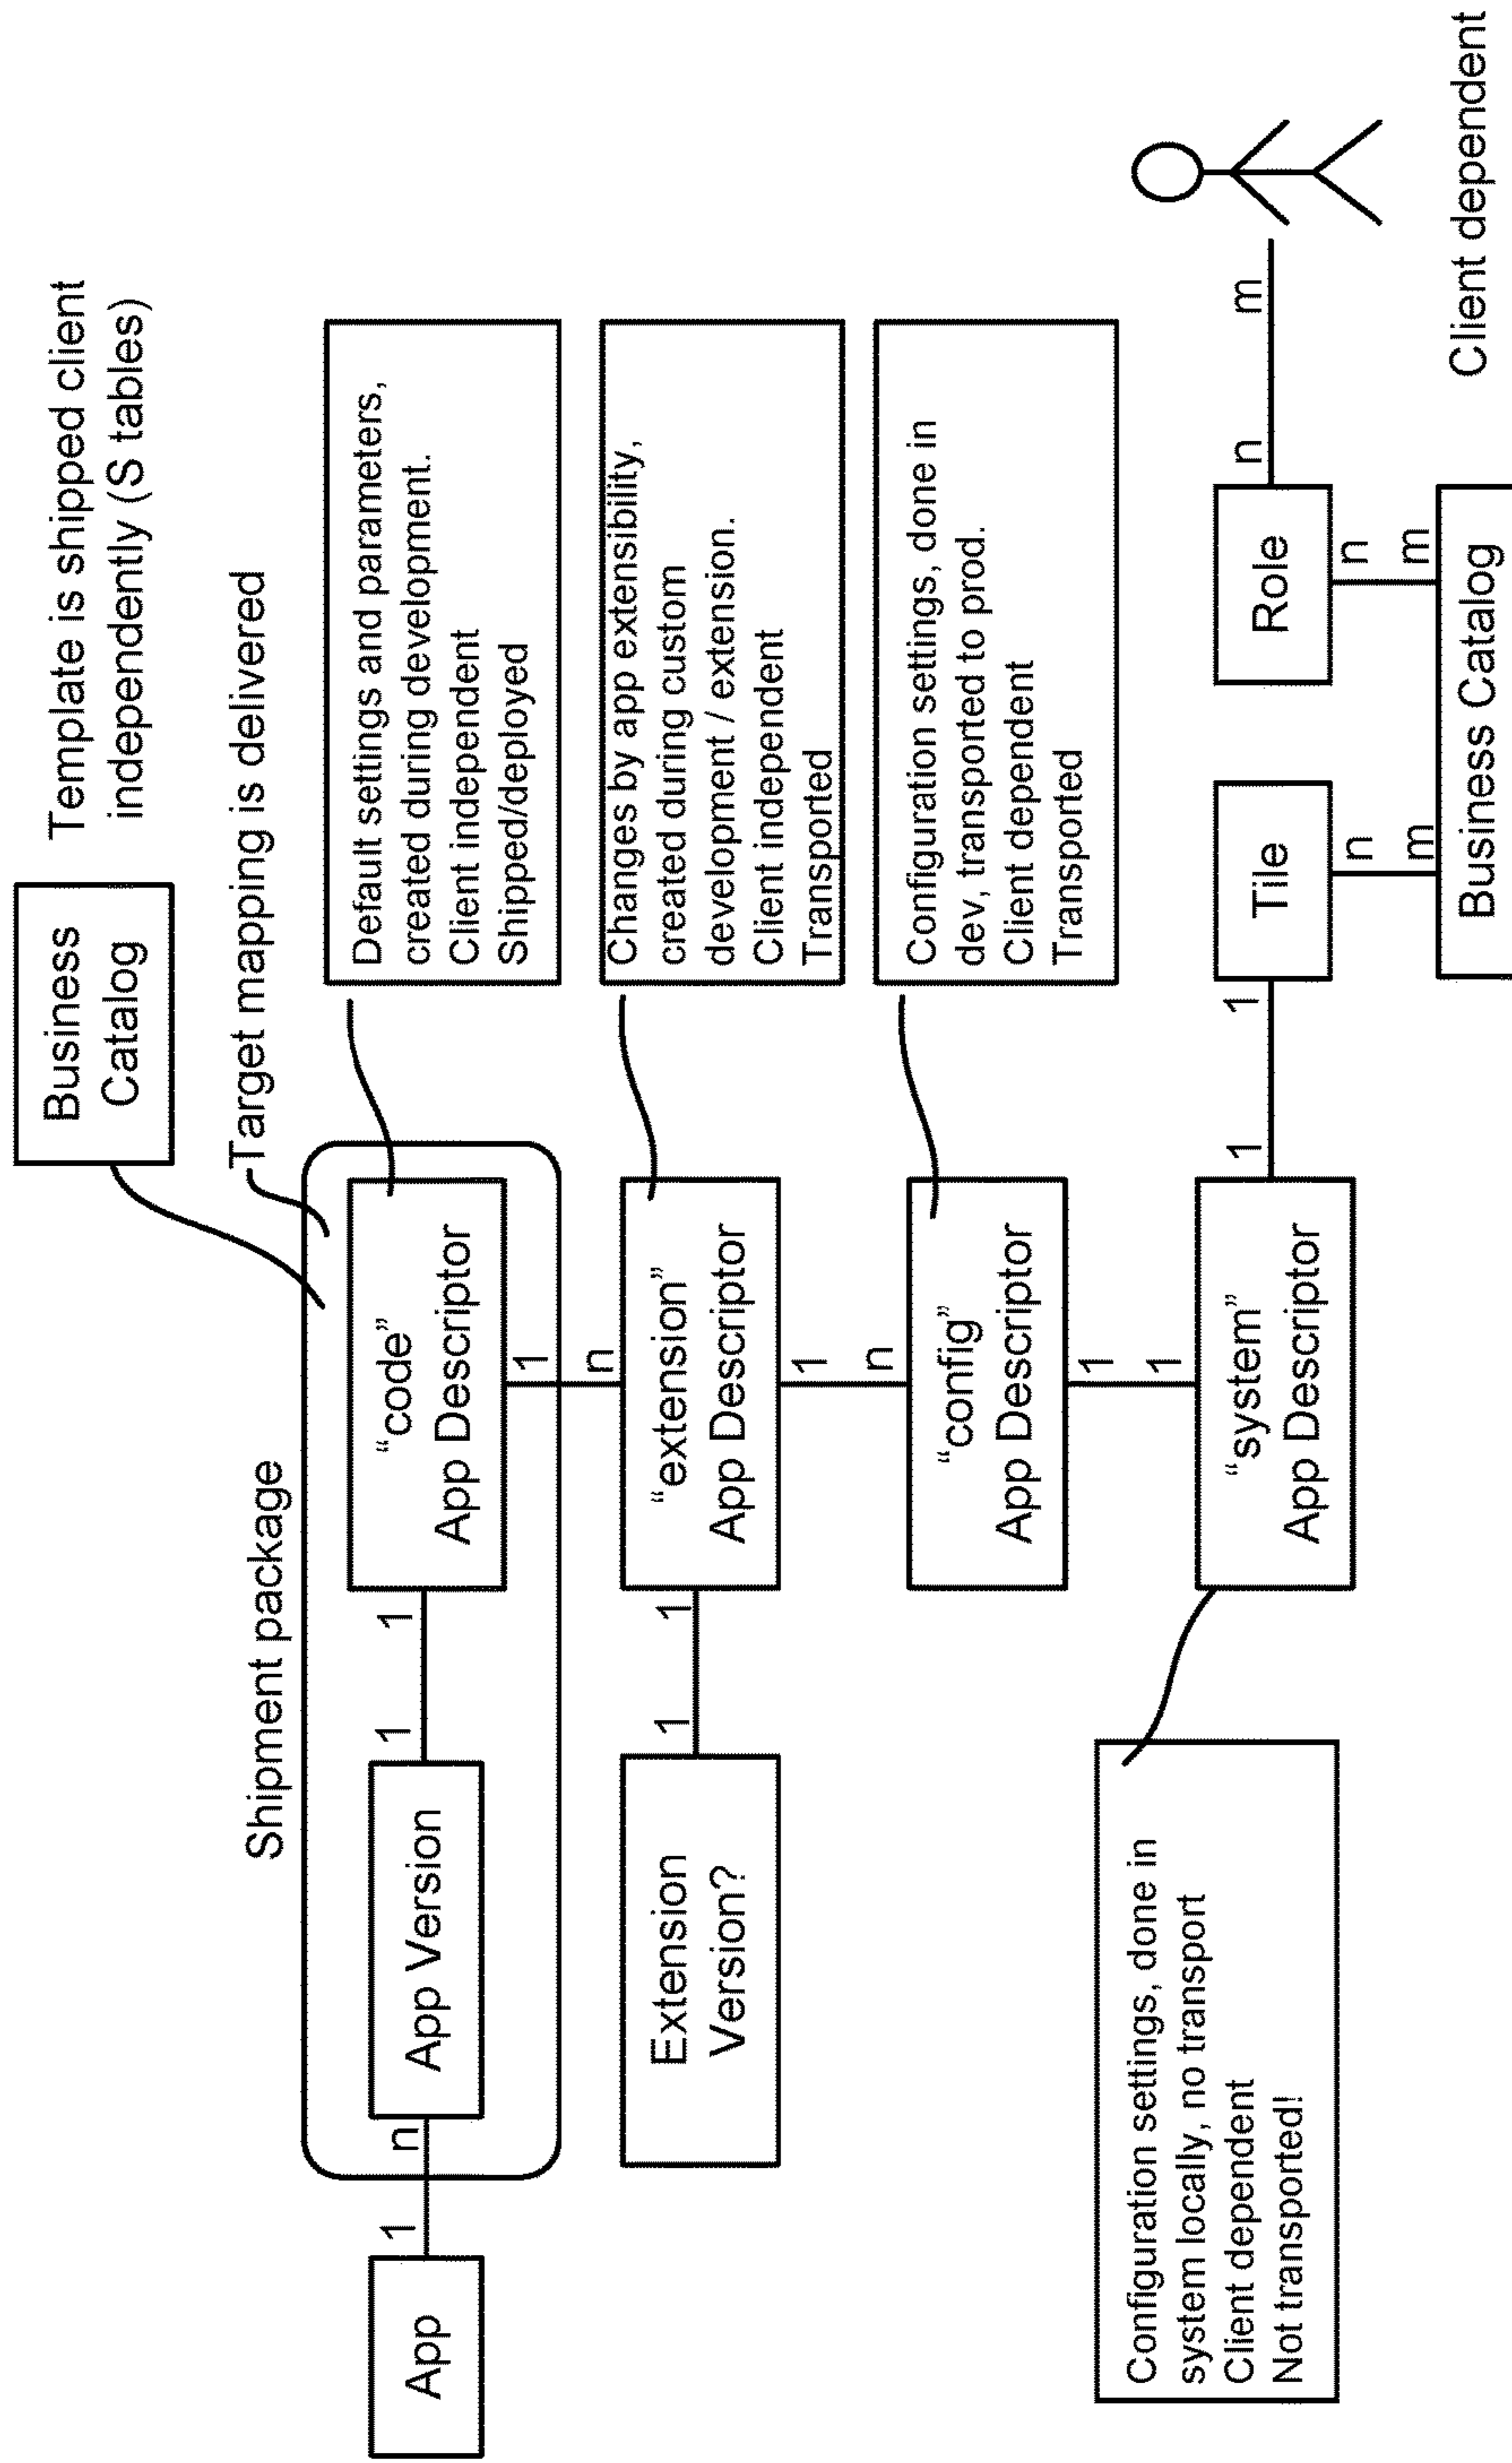 Business
Catalog
Template is shipped client
independently (S tables)
Shipment package
Target mapping is delivered
App
1
n
App Version
1
1
“code”
App Descriptor
Default settings and parameters,
created during development.
Client independent
Shipped/deployed
1
n
Extension
Version?
1
1
“extension”
App Descriptor
Changes by app extensibility,
created during custom
development / extension.
Client independent
Transported
1
n
“config”
App Descriptor
Configuration settings, done in
dev, transported to prod.
Client dependent
Transported
1
1
Configuration settings, done in
system locally, no transport
Client dependent
Not transported!
“system”
App Descriptor
1
1
Tile
Role
n
m
n
m
n
m
Business Catalog
Client dependent